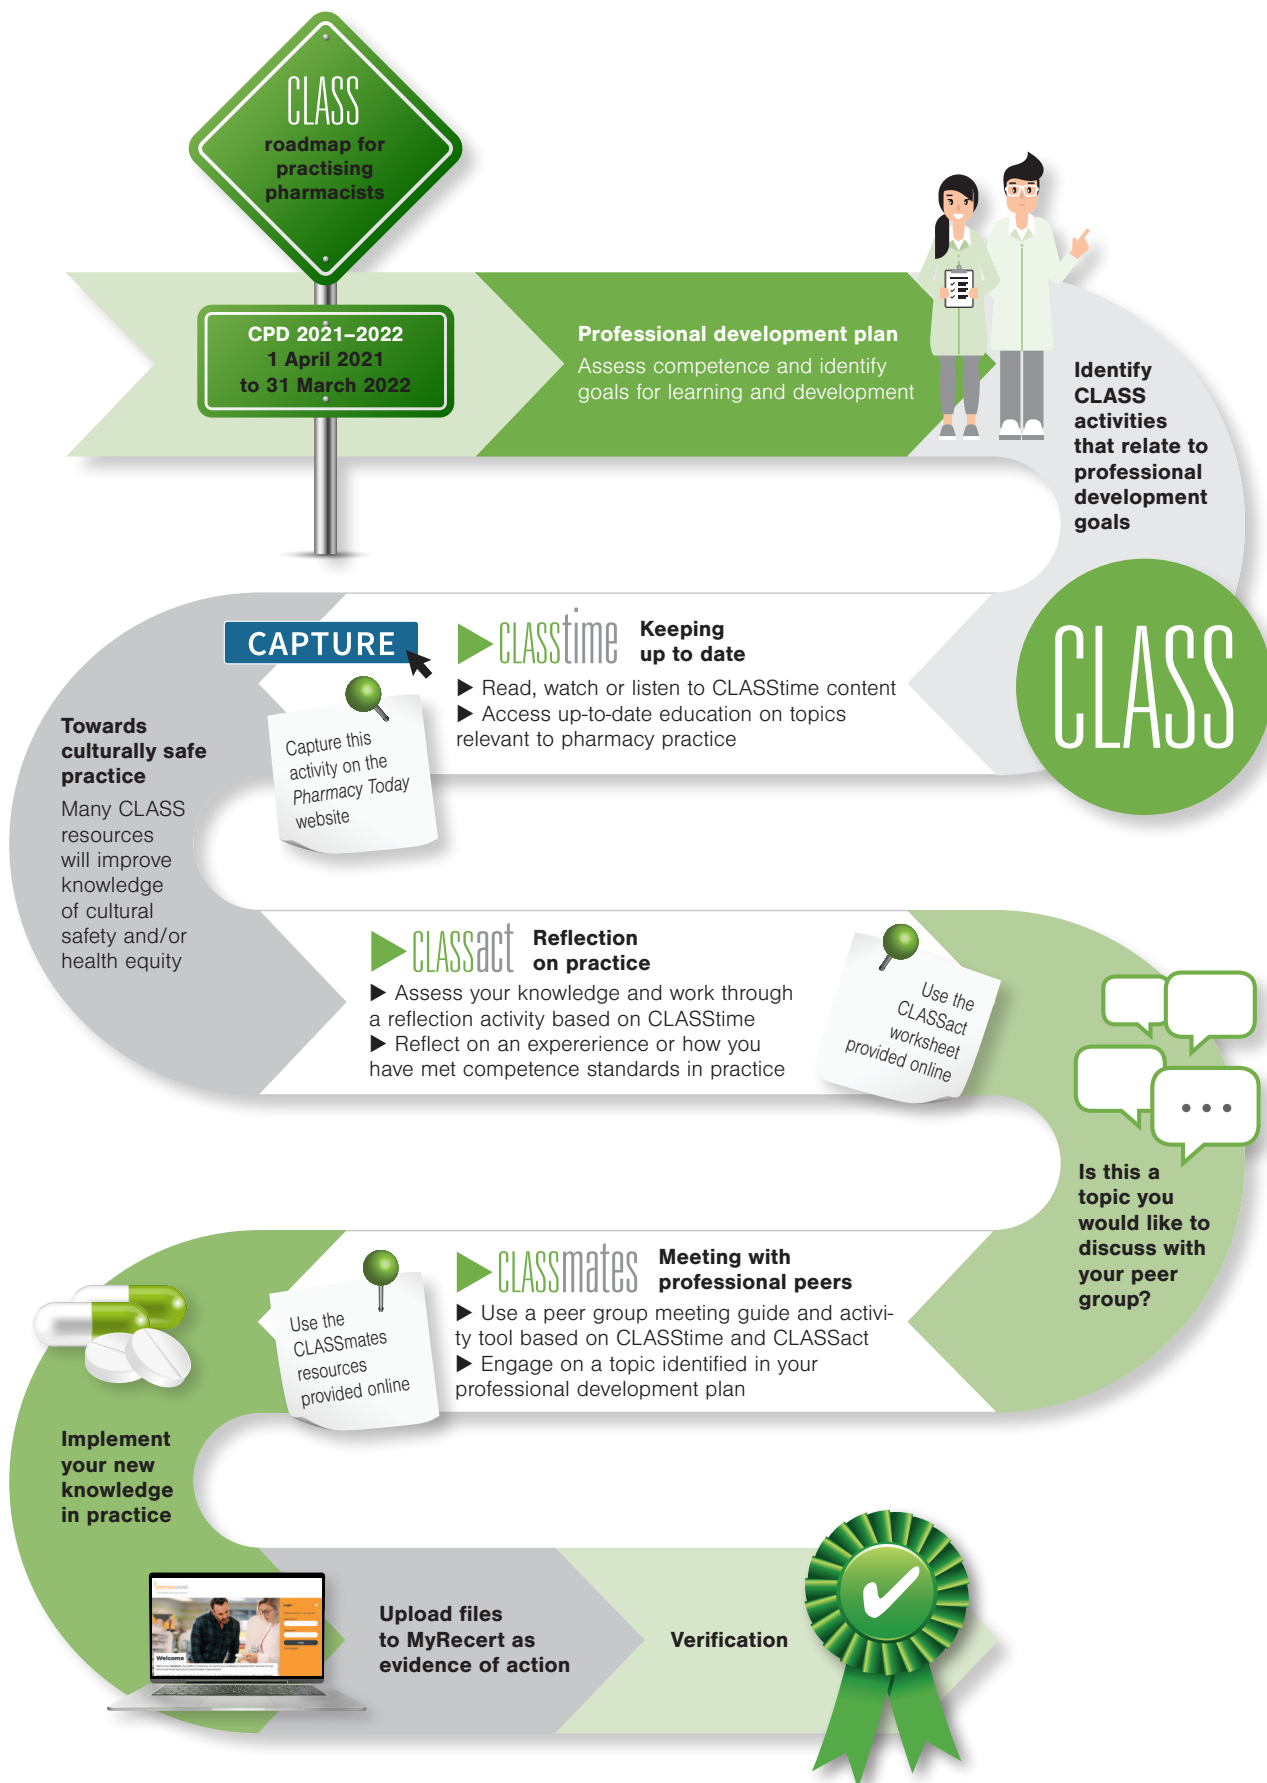 CLASS
roadmap for
practising
pharmacists
CPD 2021–2022
1 April 2021
to 31 March 2022
Professional development plan
Assess competence and identify
goals for learning and development
Identify
CLASS
activities
that relate to
professional
development
goals
CLASS
CAPTURE
CLASStime
Keeping
up to date
▶ Read, watch or listen to CLASStime content
▶ Access up-to-date education on topics
relevant to pharmacy practice
Capture this
activity on the
Pharmacy Today
website
Towards
culturally safe
practice
Many CLASS
resources
will improve
knowledge
of cultural
safety and/or
health equity
CLASSact
Reflection
on practice
▶ Assess your knowledge and work through
a reflection activity based on CLASStime
▶ Reflect on an expererience or how you
have met competence standards in practice
Use the
CLASSact
worksheet
provided online
Is this a
topic you
would like to
discuss with
your peer
group?
CLASSmates
Meeting with
professional peers
▶ Use a peer group meeting guide and activi-
ty tool based on CLASStime and CLASSact
▶ Engage on a topic identified in your
professional development plan
Use the
CLASSmates
resources
provided online
Implement
your new
knowledge
in practice
Welcome
Upload files
to MyRecert as
evidence of action
Verification